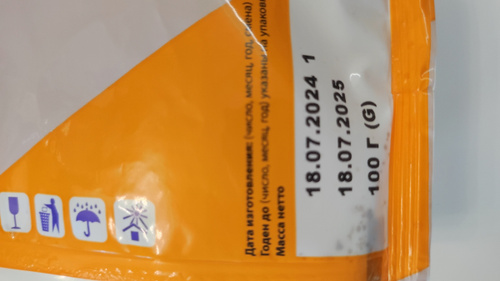 Дата изготовления: (число, месяц, год, смена)
Годен до (число, месяц, год) указаны на упаковке
Масса нетто
18.07.2024 1
18.07.2025
100 Г (G)